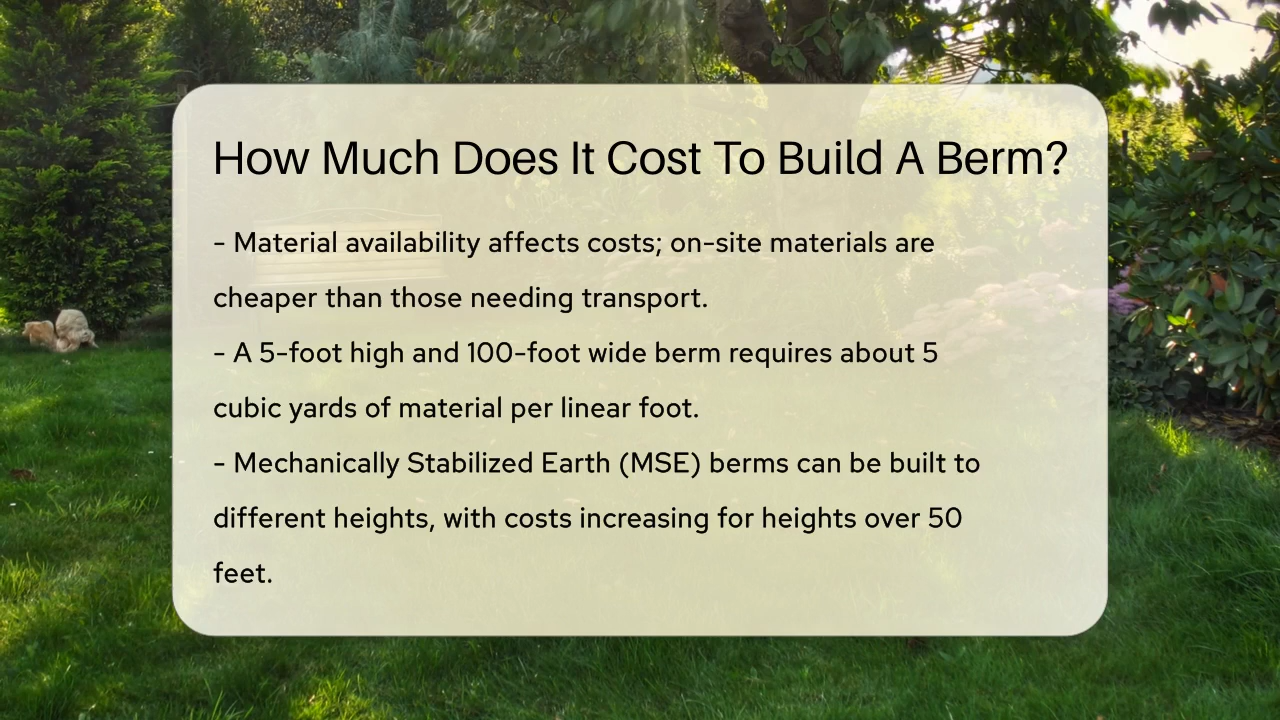 How Much Does It Cost To Build A Berm?
- Material availability affects costs; on-site materials are
cheaper than those needing transport.
- A 5-foot high and 100-foot wide berm requires about 5
cubic yards of material per linear foot.
- Mechanically Stabilized Earth (MSE) berms can be built to
different heights, with costs increasing for heights over 50
feet.